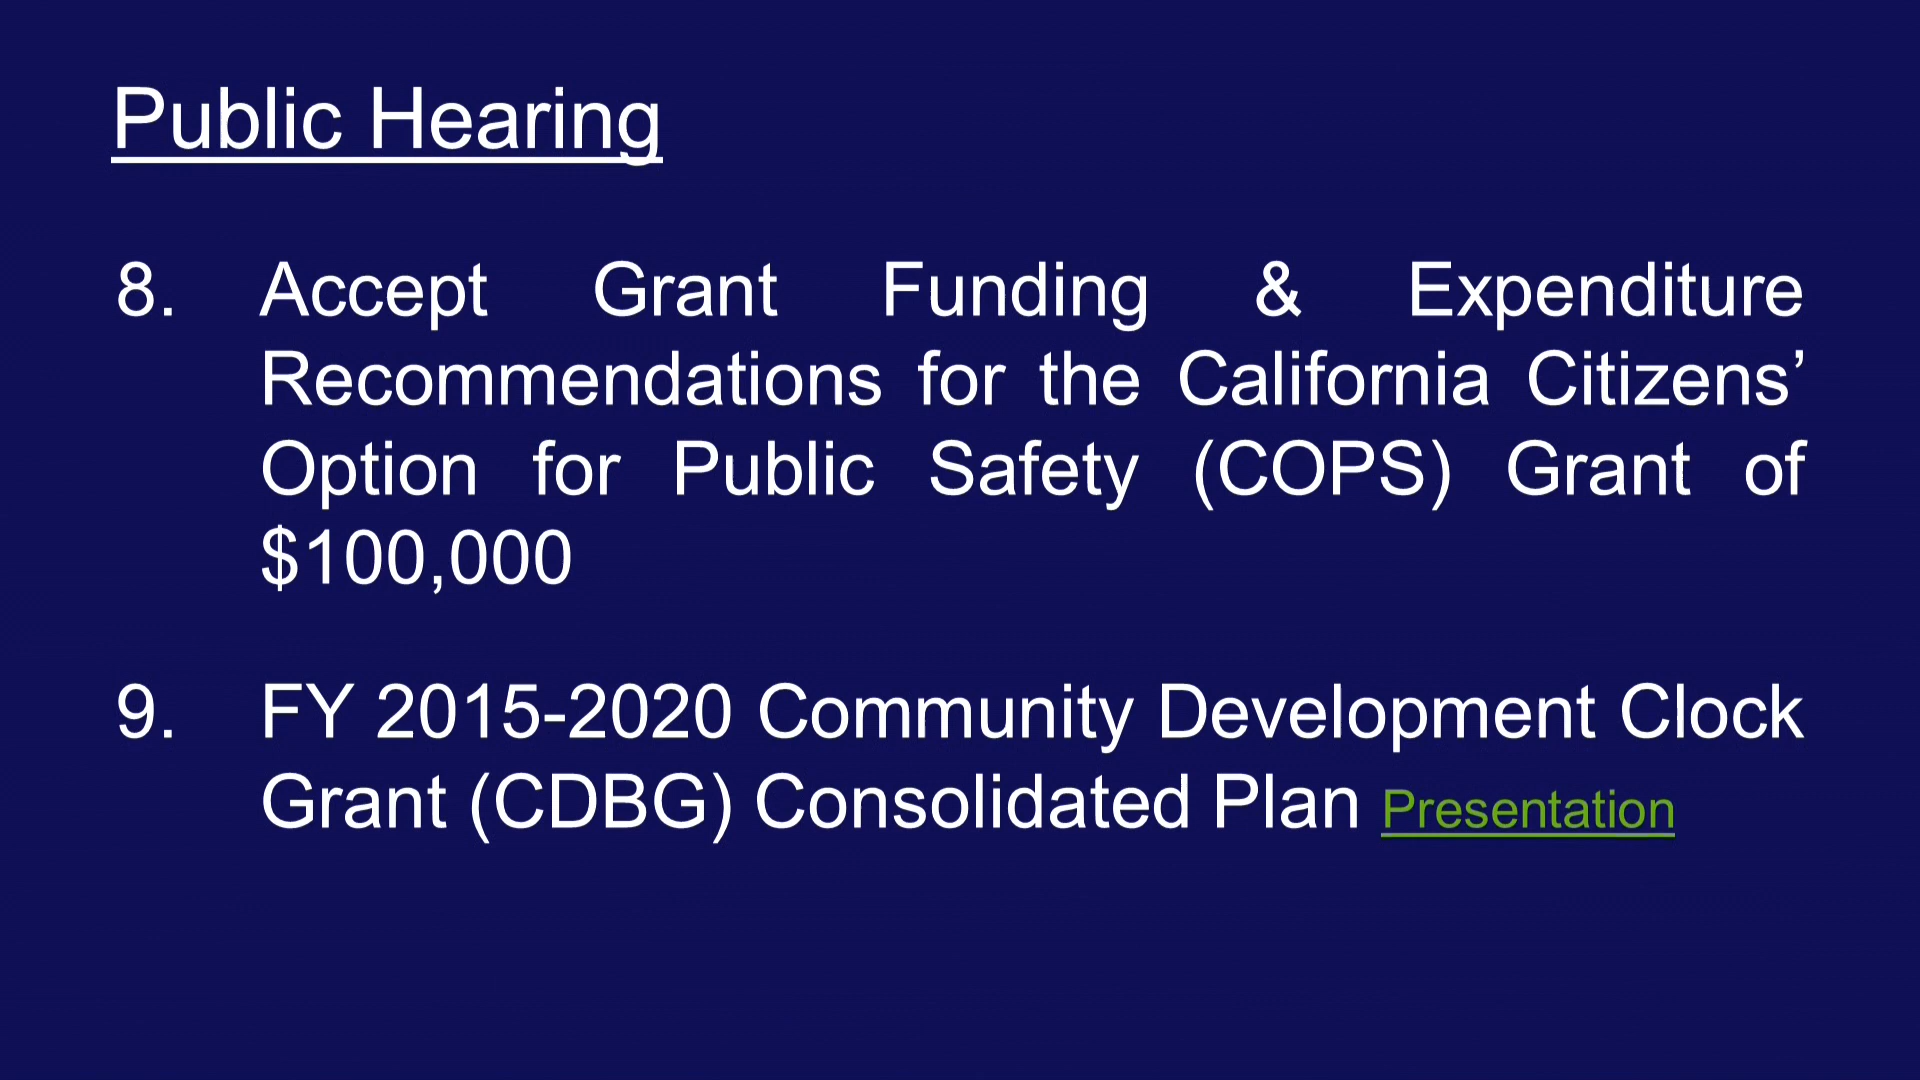 Public Hearing
8. Accept Grant Funding & Expenditure
Recommendations for the California Citizens’
Option for Public Safety (COPS) Grant of
$100,000
9. FY 2015-2020 Community Development Clock
Grant (CDBG) Consolidated Plan Presentation